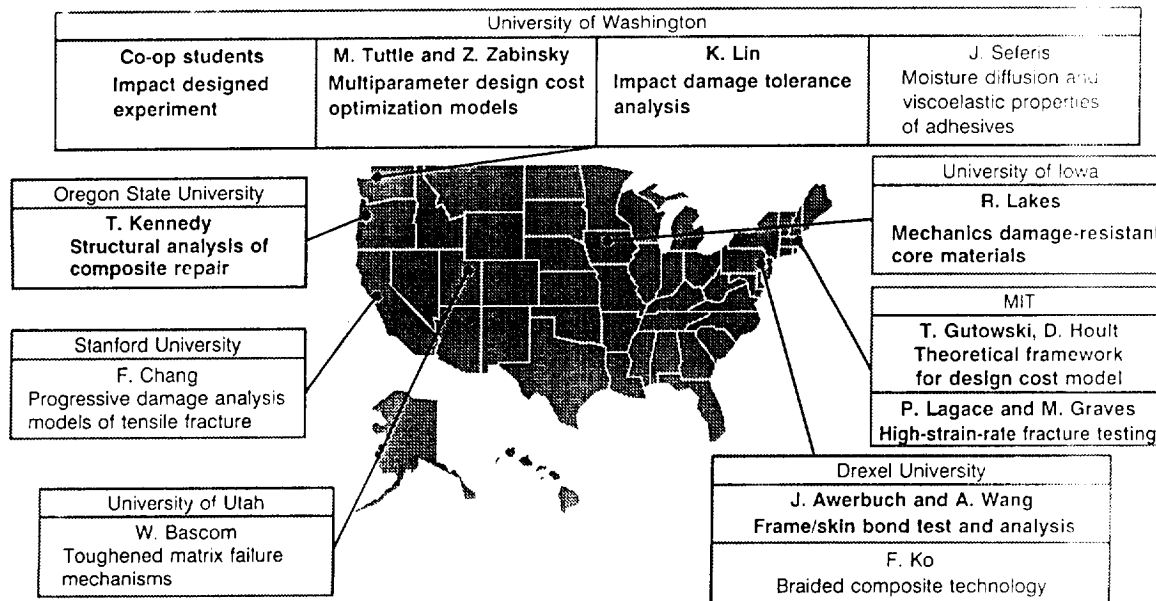 University of Washington
Co-op students
Impact designed
experiment
M. Tuttle and Z. Zabinsky
Multiparameter design cost
optimization models
K. Lin
Impact damage tolerance
analysis
J. Seferis
Moisture diffusion and
viscoelastic properties
of adhesives
Oregon State University
T. Kennedy
Structural analysis of
composite repair
Stanford University
F. Chang
Progressive damage analysis
models of tensile fracture
University of Utah
W. Bascom
Toughened matrix failure
mechanisms
University of Iowa
R. Lakes
Mechanics damage-resistant
core materials
MIT
T. Gutowski, D. Hoult
Theoretical framework
for design cost model
P. Lagace and M. Graves
High-strain-rate fracture testing
Drexel University
J. Awerbuch and A. Wang
Frame/skin bond test and analysis
F. Ko
Braided composite technology